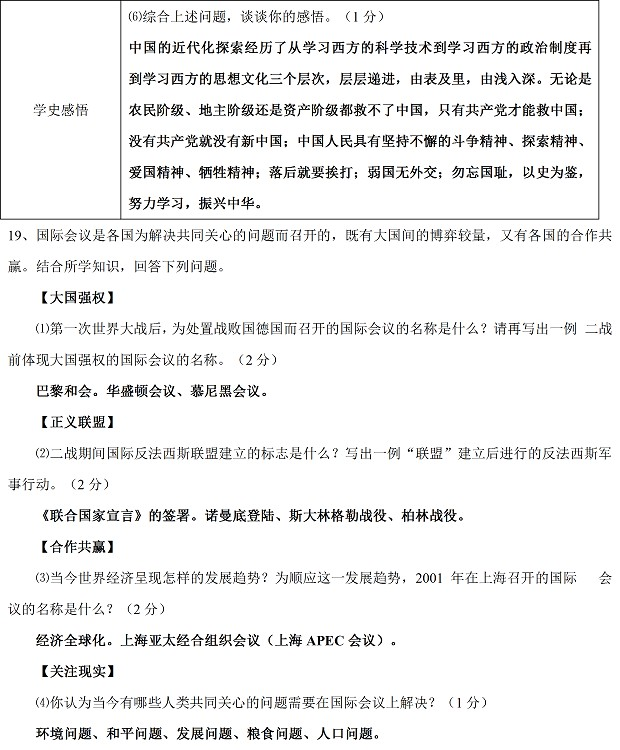 ⑹综合上述问题，谈谈你的感悟。（1 分）
中国的近代化探索经历了从学习西方的科学技术到学习西方的政治制度再
到学习西方的思想文化三个层次，层层递进，由表及里，由浅入深。无论是
学史感悟
农民阶级、地主阶级还是资产阶级都救不了中国，只有共产党才能救中国；
没有共产党就没有新中国；中国人民具有坚持不懈的斗争精神、探索精神、
爱国精神、牺牲精神；落后就要挨打；弱国无外交；勿忘国耻，以史为鉴，
努力学习，振兴中华。
19、国际会议是各国为解决共同关心的问题而召开的，既有大国间的博弈较量，又有各国的合作共
赢。结合所学知识，回答下列问题。
【大国强权】
⑴第一次世界大战后，为处置战败国德国而召开的国际会议的名称是什么？请再写出一例 二战
前体现大国强权的国际会议的名称。（2 分）
巴黎和会。华盛顿会议、慕尼黑会议。
【正义联盟】
⑵二战期间国际反法西斯联盟建立的标志是什么？写出一例“联盟”建立后进行的反法西斯军
事行动。（2 分）
《联合国家宣言》的签署。诺曼底登陆、斯大林格勒战役、柏林战役。
【合作共赢】
⑶当今世界经济呈现怎样的发展趋势？为顺应这一发展趋势，2001 年在上海召开的国际 会
议的名称是什么？（2 分）
经济全球化。上海亚太经合组织会议（上海 APEC 会议）。
【关注现实】
⑷你认为当今有哪些人类共同关心的问题需要在国际会议上解决？（1 分）
环境问题、和平问题、发展问题、粮食问题、人口问题。